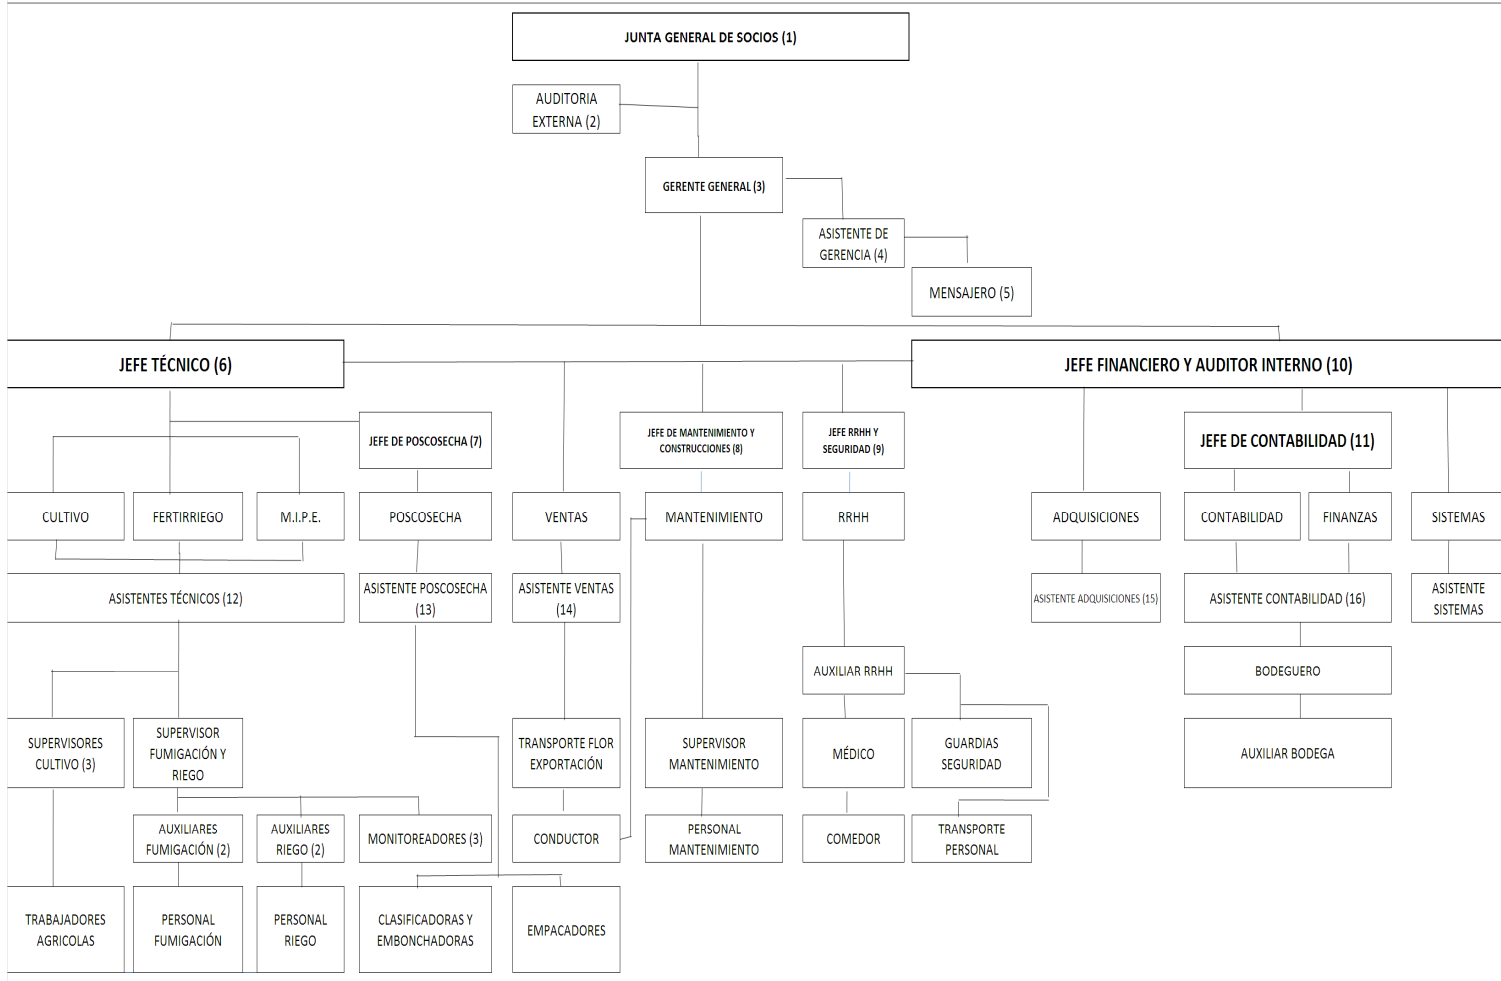 JUNTA GENERAL DE SOCIOS (1)
AUDITORIA
EXTERNA (2)
GERENTE GENERAL (3)
ASISTENTE DE
GERENCIA (4)
MENSAJERO (5)
JEFE TÉCNICO (6)
JEFE FINANCIERO Y AUDITOR INTERNO (10)
JEFE DE POSCOSECHA (7)
JEFE DE MANTENIMIENTO Y
CONSTRUCCIONES (8)
JEFE RRHH Y
SEGURIDAD (9)
JEFE DE CONTABILIDAD (11)
CULTIVO
FERTIRRIEGO
M.I.P.E.
POSCOSECHA
VENTAS
MANTENIMIENTO
RRHH
ADQUISICIONES
CONTABILIDAD
FINANZAS
SISTEMAS
ASISTENTES TÉCNICOS (12)
ASISTENTE POSCOSECHA
(13)
ASISTENTE VENTAS
(14)
ASISTENTE ADQUISICIONES (15)
ASISTENTE CONTABILIDAD (16)
ASISTENTE
SISTEMAS
AUXILIAR RRHH
BODEGUERO
SUPERVISORES
CULTIVO (3)
SUPERVISOR
FUMIGACIÓN Y
RIEGO
TRANSPORTE FLOR
EXPORTACIÓN
SUPERVISOR
MANTENIMIENTO
MÉDICO
GUARDIAS
SEGURIDAD
AUXILIAR BODEGA
AUXILIARES
FUMIGACIÓN (2)
AUXILIARES
RIEGO (2)
MONITOREADORES (3)
CONDUCTOR
PERSONAL
MANTENIMIENTO
COMEDOR
TRANSPORTE
PERSONAL
TRABAJADORES
AGRICOLAS
PERSONAL
FUMIGACIÓN
PERSONAL
RIEGO
CLASIFICADORAS Y
EMBONCHADORAS
EMPACADORES